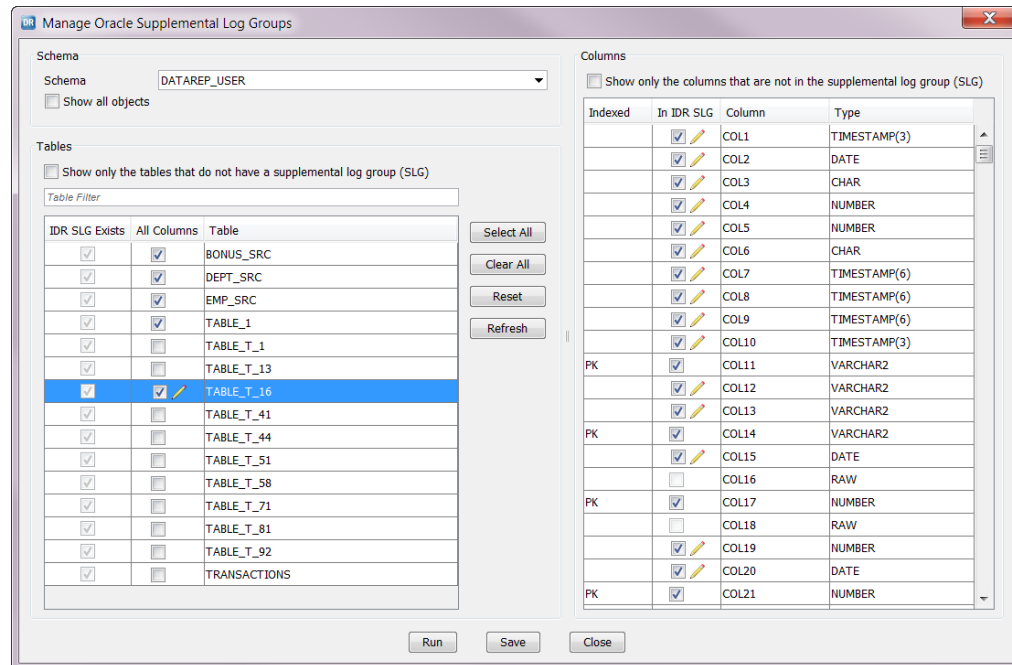 DR Manage Oracle Supplemental Log Groups
Schema
Schema DATAREP_USER
Show all objects
Tables
Show only the tables that do not have a supplemental log group (SLG)
Table Filter
IDR SLG Exists All Columns Table
BONUS_SRC
DEPT_SRC
EMP_SRC
TABLE_1
TABLE_T_1
TABLE_T_13
TABLE_T_16
TABLE_T_41
TABLE_T_44
TABLE_T_51
TABLE_T_58
TABLE_T_71
TABLE_T_81
TABLE_T_92
TRANSACTIONS
Select All
Clear All
Reset
Refresh
Columns
Show only the columns that are not in the supplemental log group (SLG)
Indexed In IDR SLG Column Type
COL1 TIMESTAMP(3)
COL2 DATE
COL3 CHAR
COL4 NUMBER
COL5 NUMBER
COL6 CHAR
COL7 TIMESTAMP(6)
COL8 TIMESTAMP(6)
COL9 TIMESTAMP(6)
COL10 TIMESTAMP(3)
PK COL11 VARCHAR2
COL12 VARCHAR2
COL13 VARCHAR2
PK COL14 VARCHAR2
COL15 DATE
COL16 RAW
PK COL17 NUMBER
COL18 RAW
COL19 NUMBER
COL20 DATE
PK COL21 NUMBER
Run Save Close